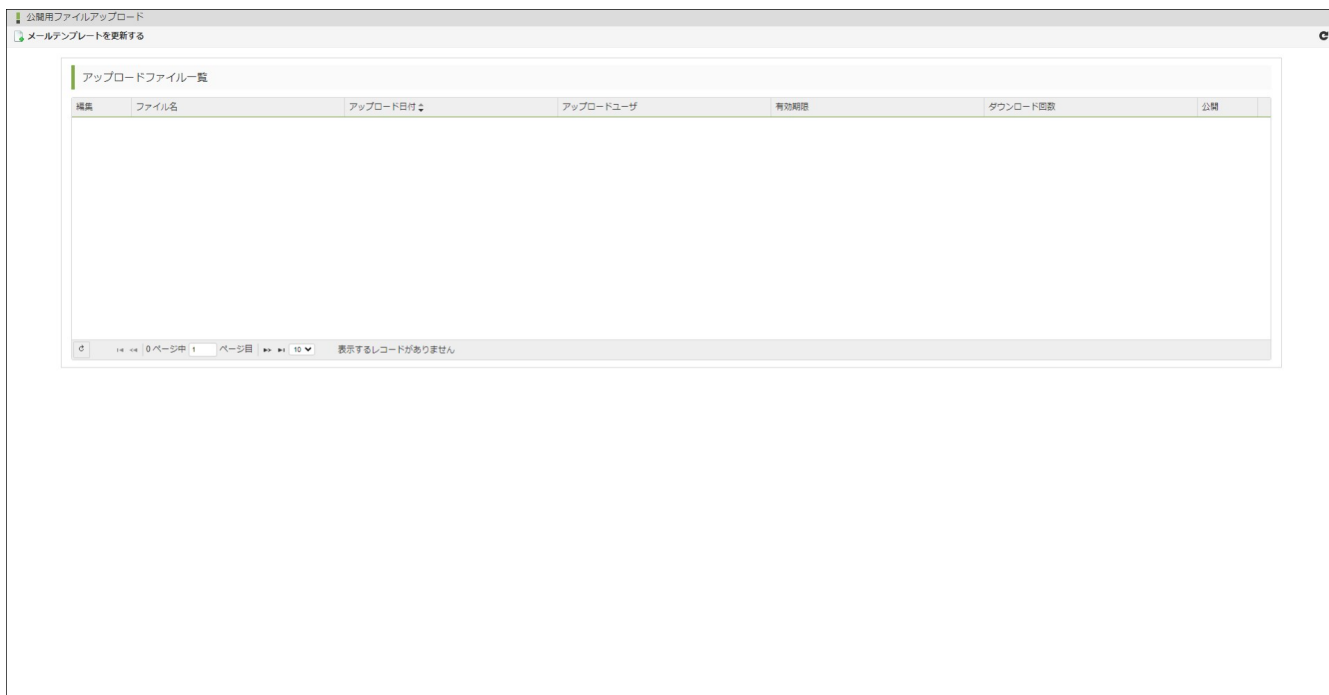 公開用ファイルアップロード
メールテンプレートを更新する
アップロードファイル一覧
編集 ファイル名 アップロード日付 アップロードユーザ 有効期限 ダウンロード回数 公開
0 ページ中 1 ページ目 10 表示するレコードがありません